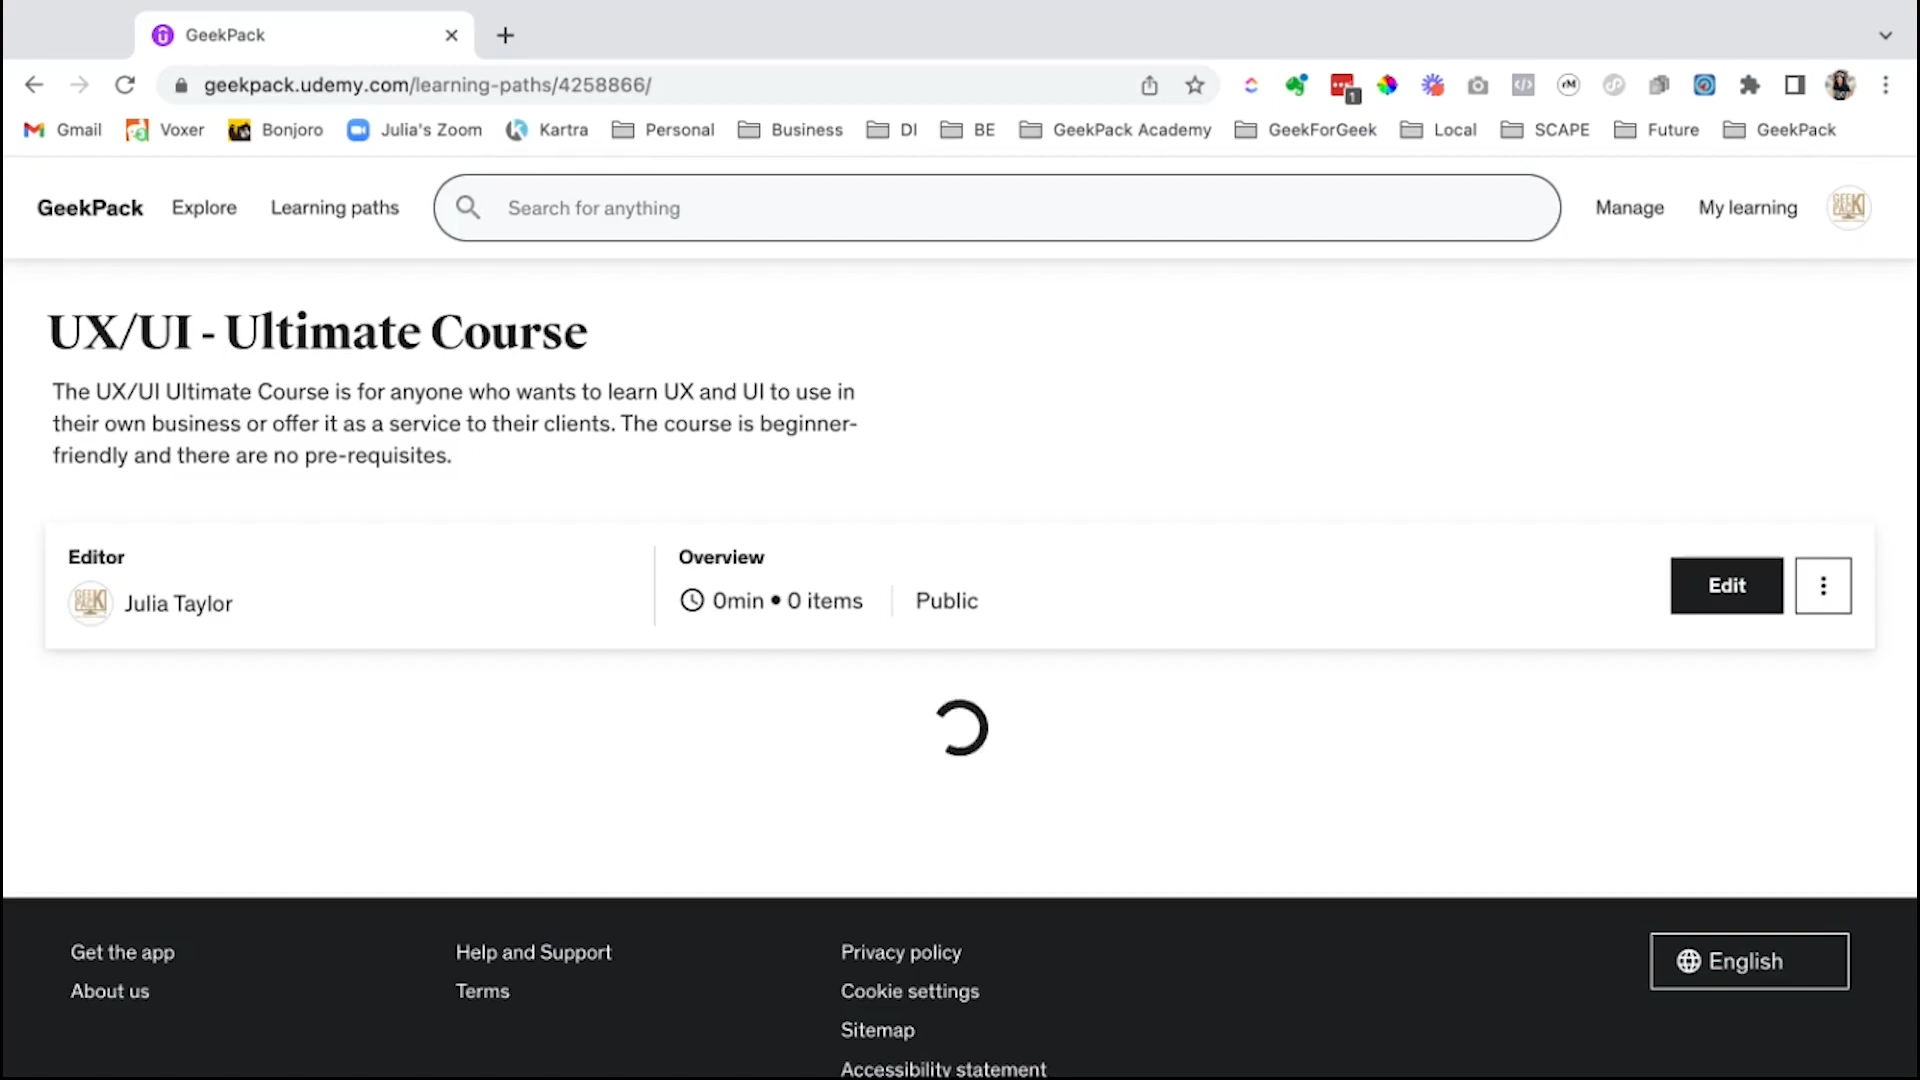 GeekPack
geekpack.udemy.com/learning-paths/4258866/
1
Gmail Voxer Bonjoro Julia's Zoom Kartra Personal Business DI BE GeekPack Academy GeekForGeek Local SCAPE Future GeekPack
GeekPack Explore Learning paths Search for anything Manage My learning
UX/UI - Ultimate Course
The UX/UI Ultimate Course is for anyone who wants to learn UX and UI to use in
their own business or offer it as a service to their clients. The course is beginner-
friendly and there are no pre-requisites.
Editor
Julia Taylor
Overview
0min • 0 items Public
Edit
Get the app Help and Support Privacy policy English
About us Terms Cookie settings
Sitemap
Accessibility statement